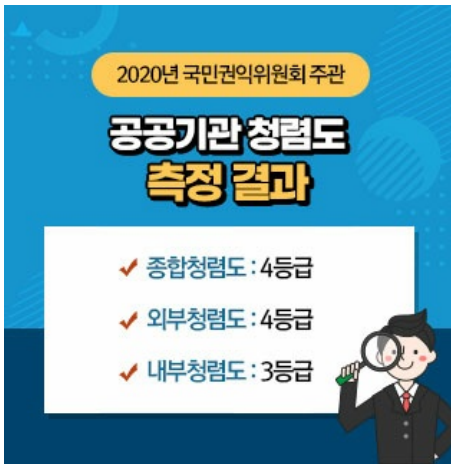 2020년 국민권익위원회 주관
공공기관 청렴도
측정 결과
✓ 종합청렴도 : 4등급
✓ 외부청렴도 : 4등급
✓ 내부청렴도 : 3등급